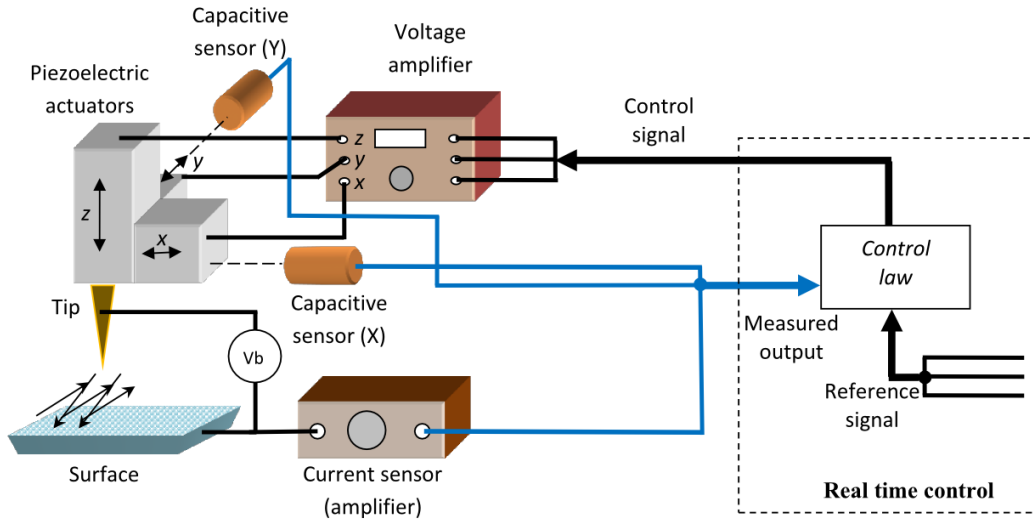 Capacitive
sensor (Y)
Voltage
amplifier
Piezoelectric
actuators
Control
signal
z
y
x
y
z
x
Control
law
Tip
Capacitive
sensor (X)
Measured
output
Vb
Reference
signal
Surface
Current sensor
(amplifier)
Real time control